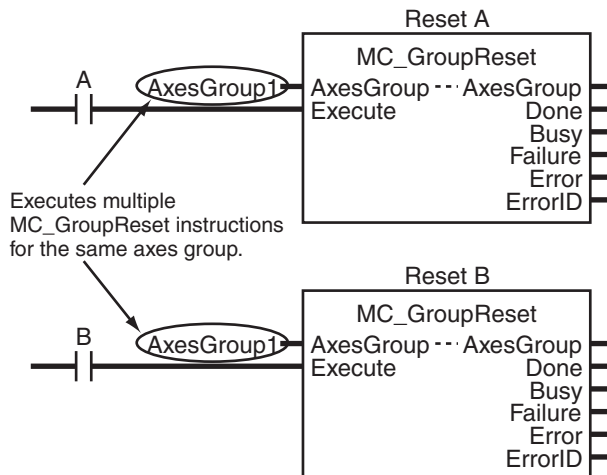 Reset A
MC_GroupReset
A
AxesGroup1
AxesGroup --- AxesGroup
Execute
Done
Busy
Failure
Error
ErrorID
Executes multiple
MC_GroupReset instructions
for the same axes group.
Reset B
MC_GroupReset
B
AxesGroup1
AxesGroup --- AxesGroup
Execute
Done
Busy
Failure
Error
ErrorID